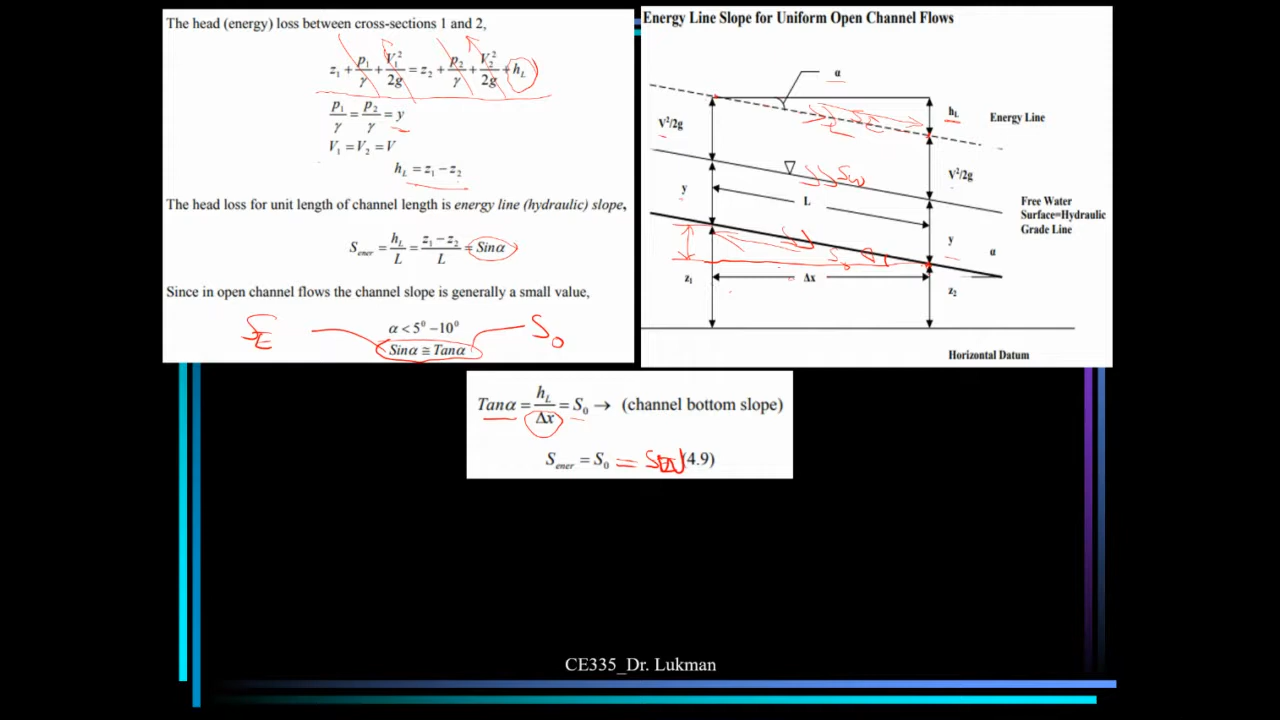 The head (energy) loss between cross-sections 1 and 2,
z₁ + p₁/γ + V₁²/2g = z₂ + p₂/γ + V₂²/2g + h_L
p₁/γ = p₂/γ = y
V₁ = V₂ = V
h_L = z₁ − z₂
The head loss for unit length of channel length is energy line (hydraulic) slope,
S_ener = h_L/L = (z₁ − z₂)/L = Sinα
Since in open channel flows the channel slope is generally a small value,
α < 5⁰ −10⁰
S_E
Sinα ≅ Tanα
S₀
Energy Line Slope for Uniform Open Channel Flows
α
h_L
Energy Line
V²/2g
V²/2g
S_E
S_w
y
L
Free Water
Surface=Hydraulic
Grade Line
y
α
S₀
z₁
Δx
z₂
Horizontal Datum
Tanα = h_L/Δx = S₀ → (channel bottom slope)
S_ener = S₀ = (4.9)
CE335_Dr. Lukman